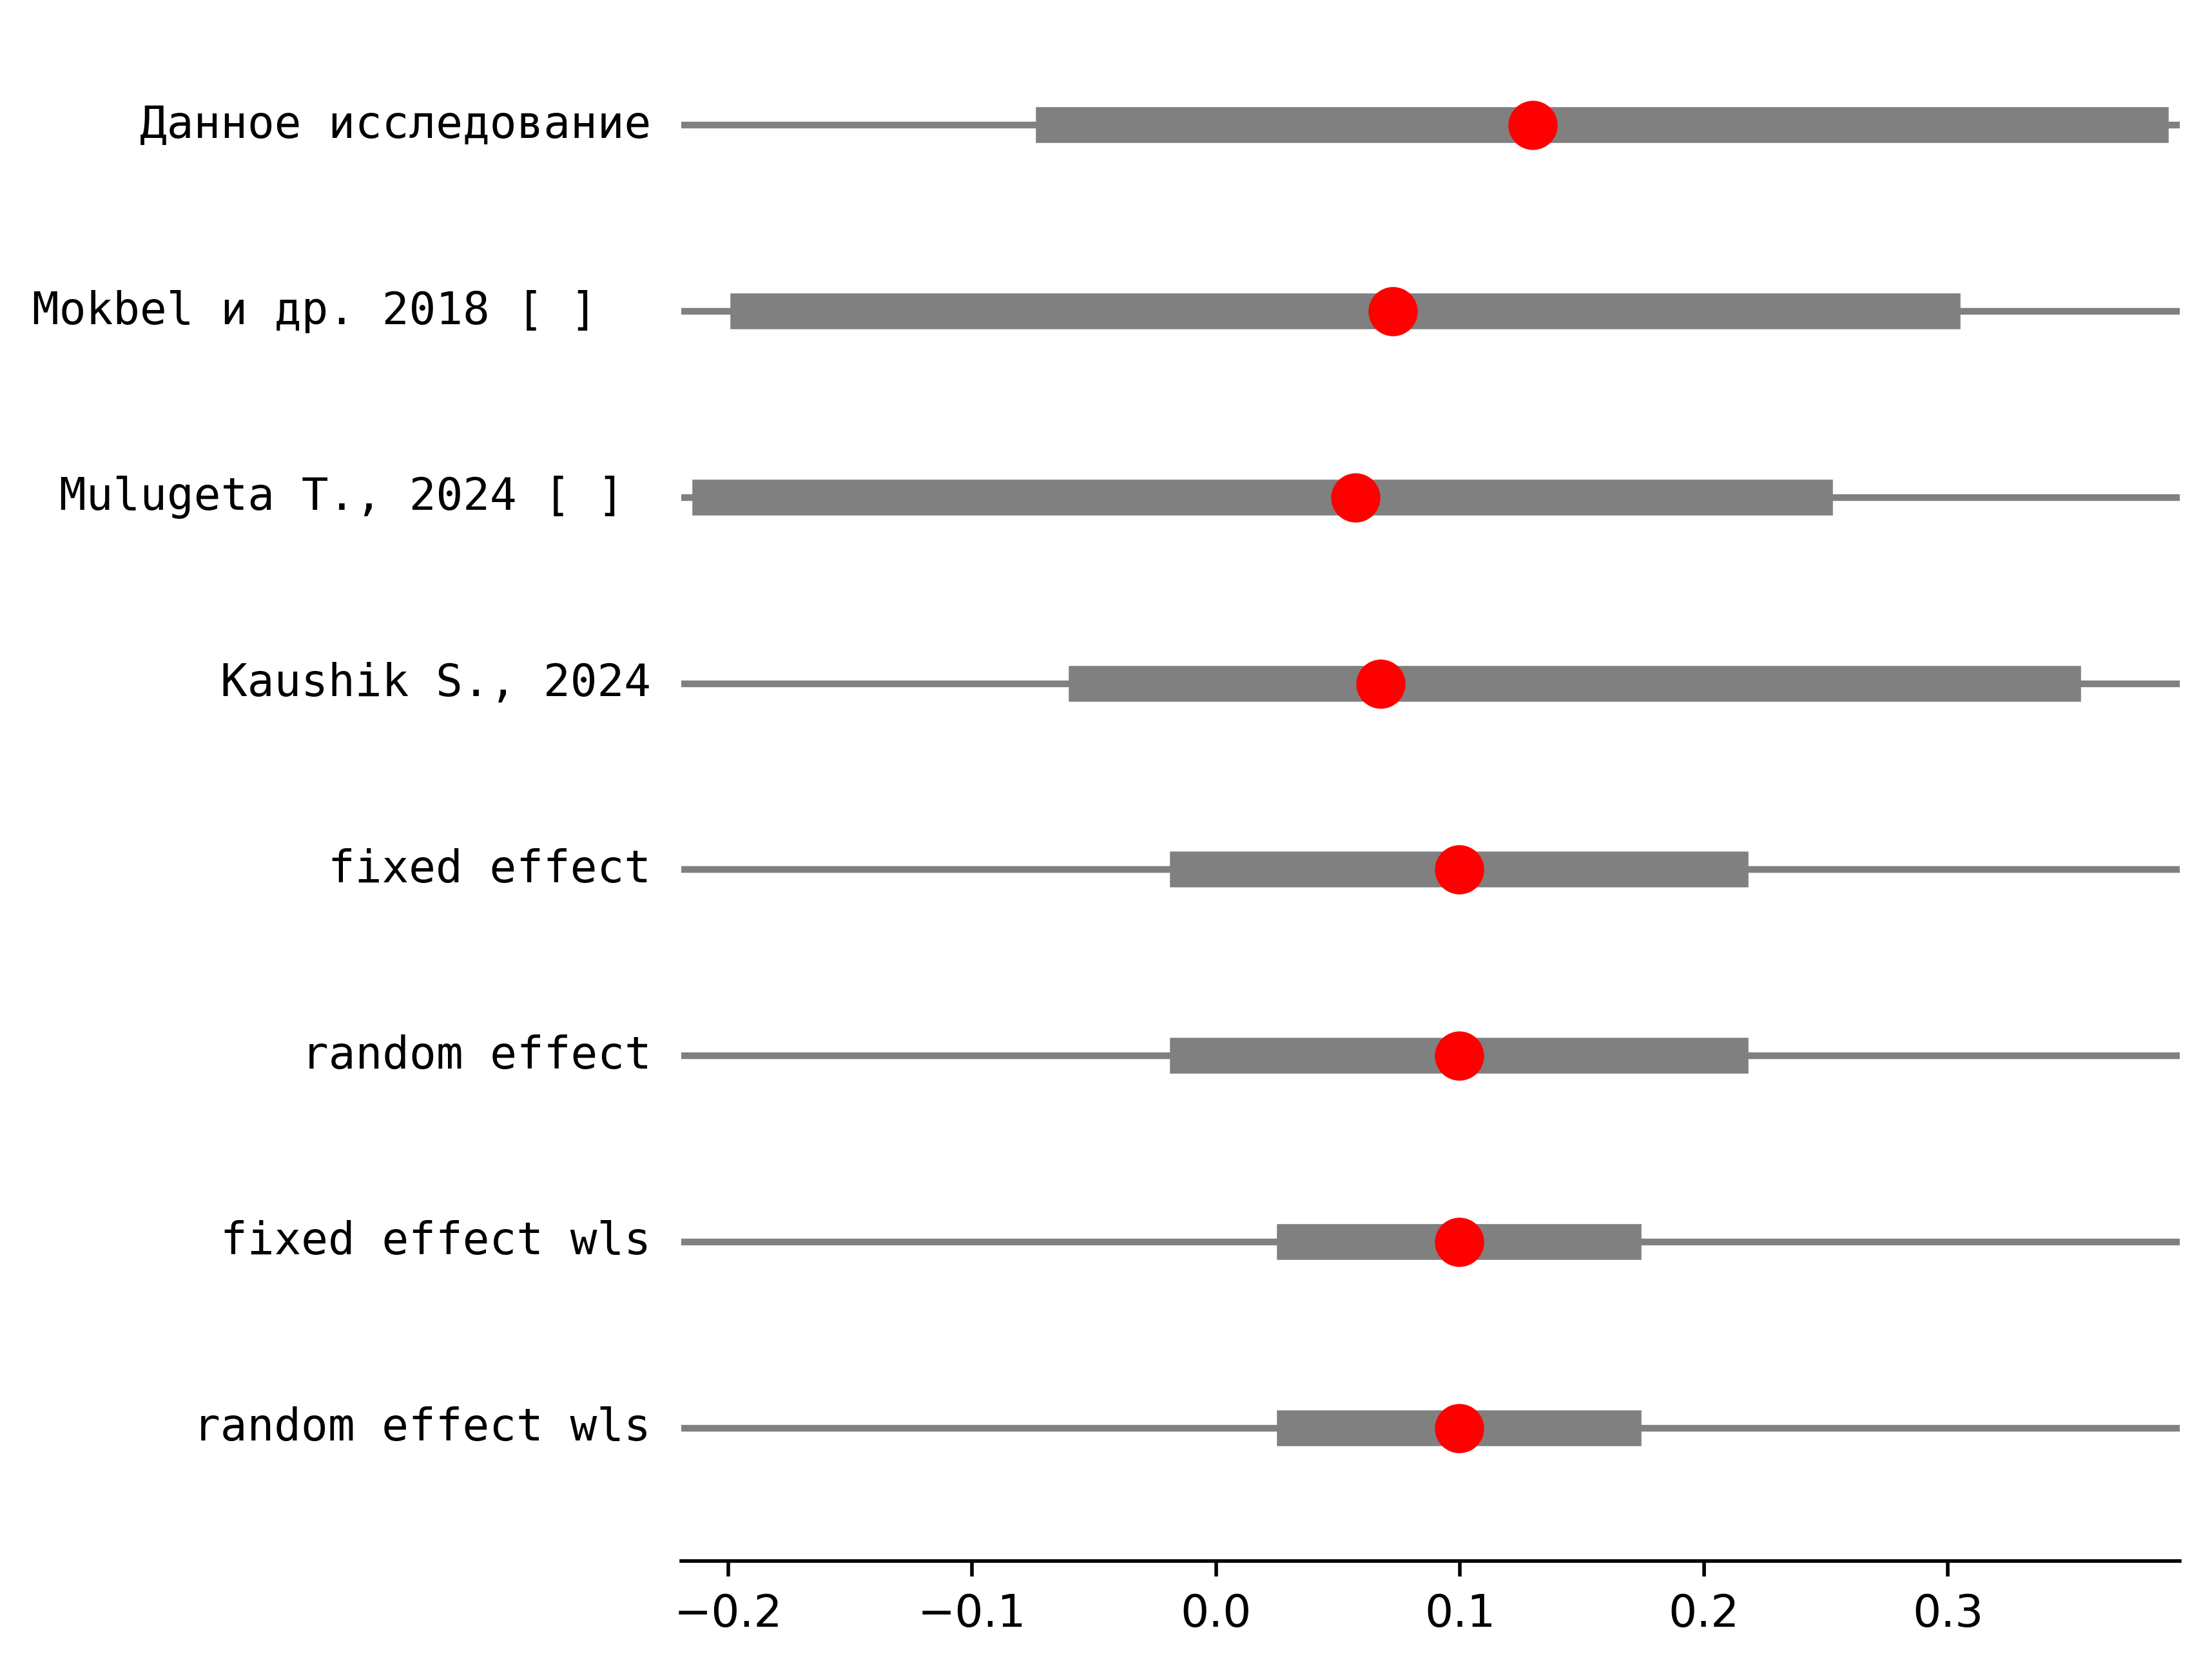 Данное исследование
Mokbel и др. 2018 [ ]
Mulugeta T., 2024 [ ]
Kaushik S., 2024
fixed effect
random effect
fixed effect wls
random effect wls
−0.2 −0.1 0.0 0.1 0.2 0.3